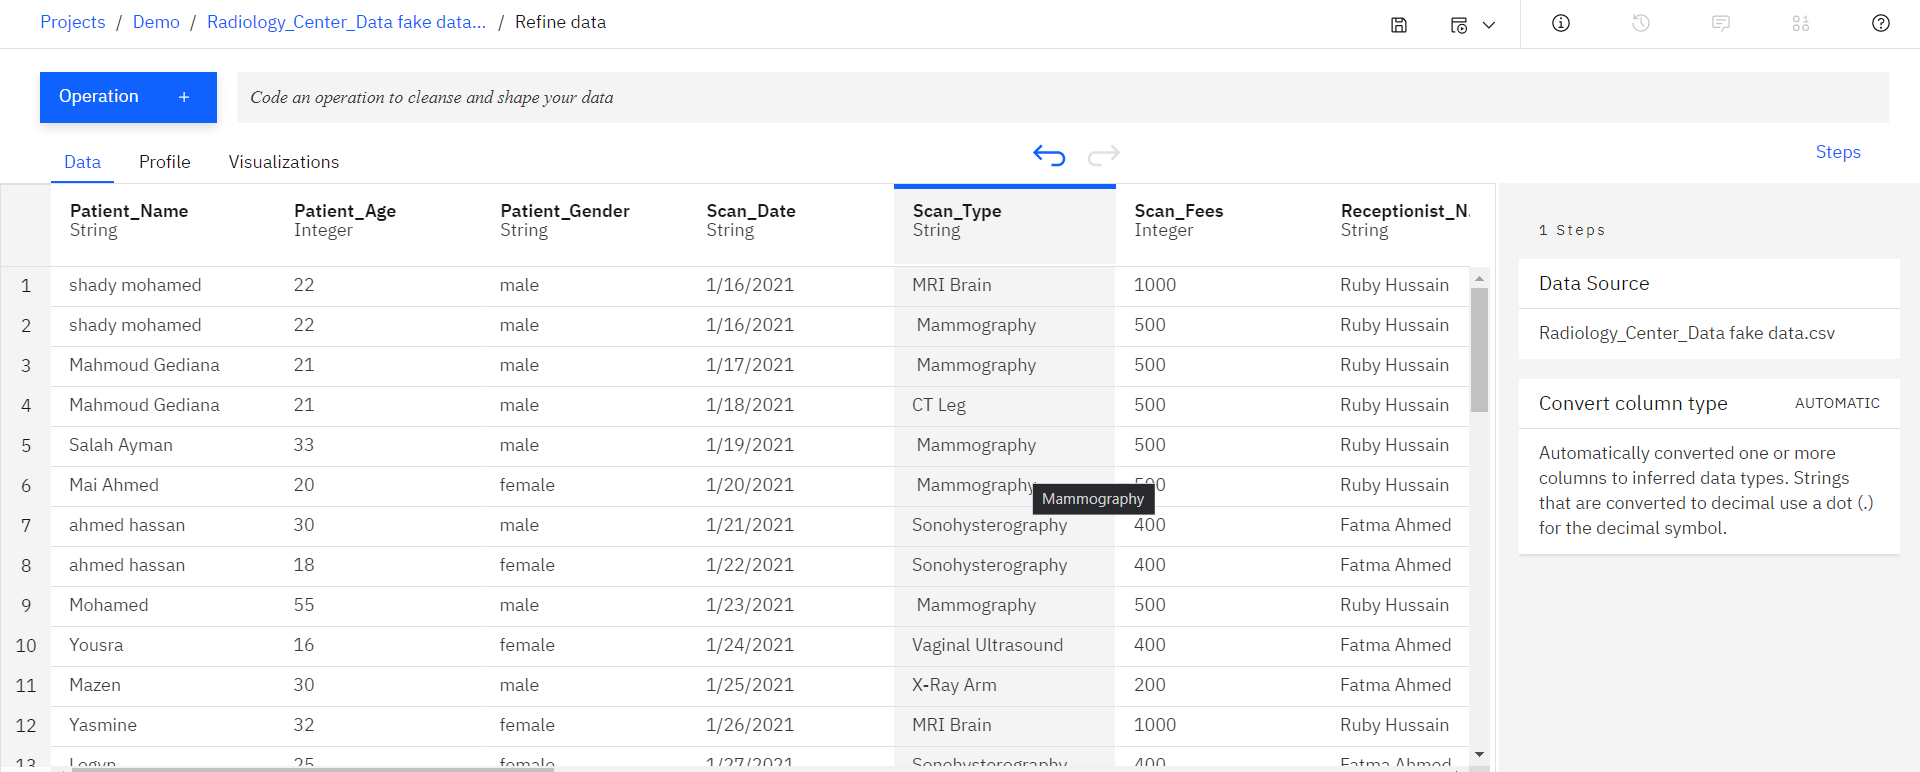 Projects / Demo / Radiology_Center_Data fake data... / Refine data
Operation +
Code an operation to cleanse and shape your data
Data Profile Visualizations
Steps
Patient_Name Patient_Age Patient_Gender Scan_Date Scan_Type Scan_Fees Receptionist_N.
String Integer String String String Integer String
1 shady mohamed 22 male 1/16/2021 MRI Brain 1000 Ruby Hussain
2 shady mohamed 22 male 1/16/2021 Mammography 500 Ruby Hussain
3 Mahmoud Gediana 21 male 1/17/2021 Mammography 500 Ruby Hussain
4 Mahmoud Gediana 21 male 1/18/2021 CT Leg 500 Ruby Hussain
5 Salah Ayman 33 male 1/19/2021 Mammography 500 Ruby Hussain
6 Mai Ahmed 20 female 1/20/2021 Mammography 500 Ruby Hussain
Mammography
7 ahmed hassan 30 male 1/21/2021 Sonohysterography 400 Fatma Ahmed
8 ahmed hassan 18 female 1/22/2021 Sonohysterography 400 Fatma Ahmed
9 Mohamed 55 male 1/23/2021 Mammography 500 Ruby Hussain
10 Yousra 16 female 1/24/2021 Vaginal Ultrasound 400 Fatma Ahmed
11 Mazen 30 male 1/25/2021 X-Ray Arm 200 Fatma Ahmed
12 Yasmine 32 female 1/26/2021 MRI Brain 1000 Ruby Hussain
13 25 female 1/27/2021 Sonohysterography 400 Fatma Ahmed
1 Steps
Data Source
Radiology_Center_Data fake data.csv
Convert column type AUTOMATIC
Automatically converted one or more
columns to inferred data types. Strings
that are converted to decimal use a dot (.)
for the decimal symbol.